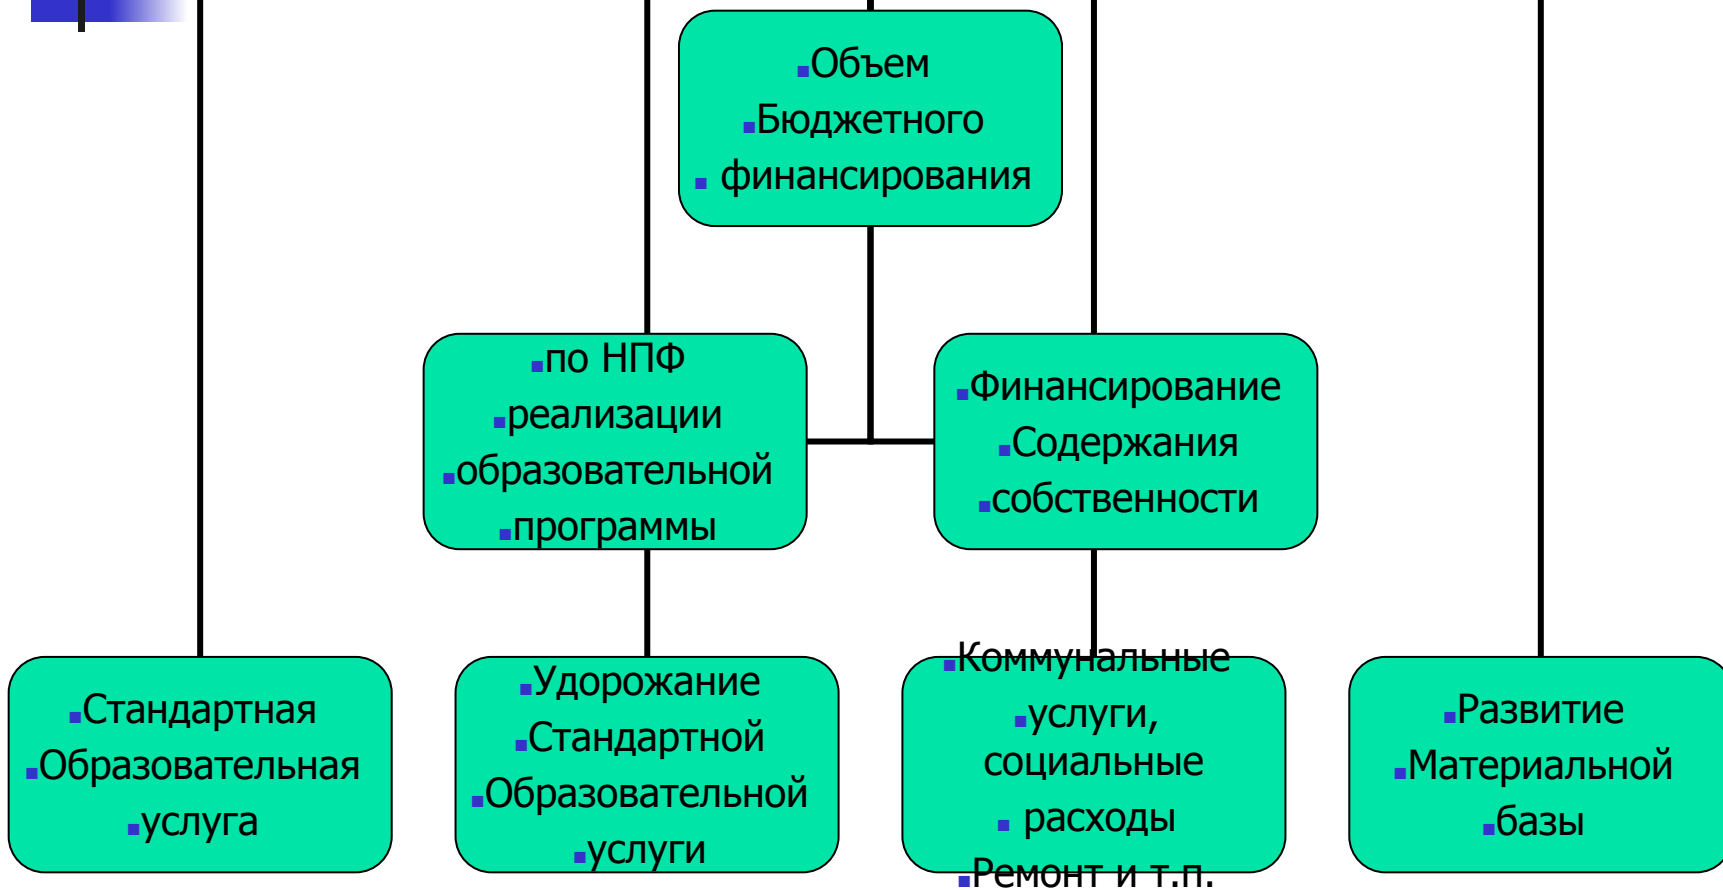 Объем
Бюджетного
финансирования
по НПФ
реализации
образовательной
программы
Финансирование
Содержания
собственности
Стандартная
Образовательная
услуга
Удорожание
Стандартной
Образовательной
услуги
Коммунальные
услуги,
социальные
расходы
Ремонт и т.п.
Развитие
Материальной
базы